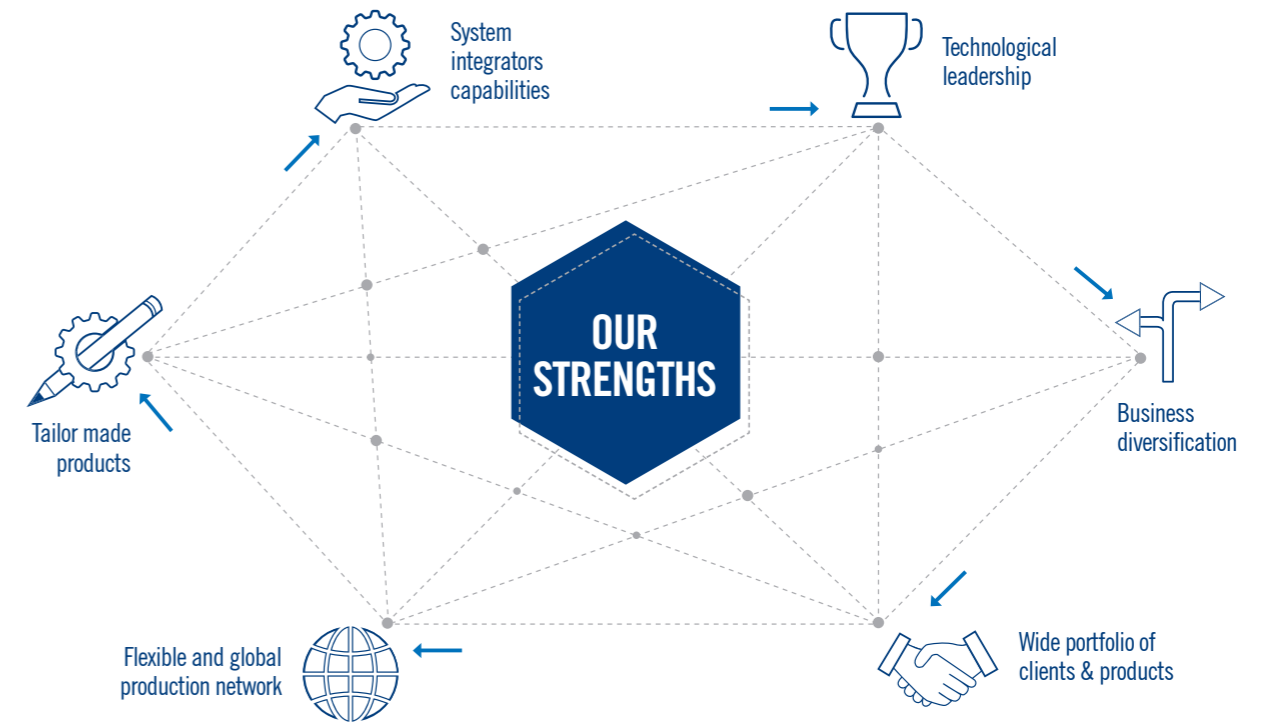 System
integrators
capabilities
Technological
leadership
OUR
STRENGTHS
Tailor made
products
Business
diversification
Flexible and global
production network
Wide portfolio of
clients & products